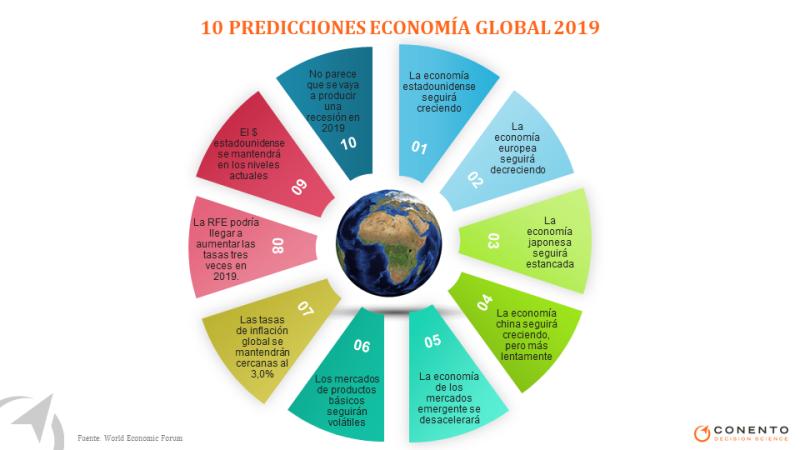 10 PREDICCIONES ECONOMÍA GLOBAL 2019
La economía
estadounidense
seguirá
creciendo
01
La
economía
europea
seguirá
decreciendo
02
La
economía
japonesa
seguirá
estancada
03
La economía
china seguirá
creciendo,
pero más
lentamente
04
La economía
de los
mercados
emergente se
desacelerará
05
Los mercados
de productos
básicos
seguirán
volátiles
06
Las tasas
de inflación
global se
mantendrán
cercanas al
3,0%
07
La RFE podría
llegar a
aumentar las
tasas tres
veces en
2019.
08
El $
estadounidense
se mantendrá
en los niveles
actuales
09
No parece
que se vaya
a producir
una
recesión en
2019
10
Fuente: World Economic Forum
CONENTO
DECISION SCIENCE